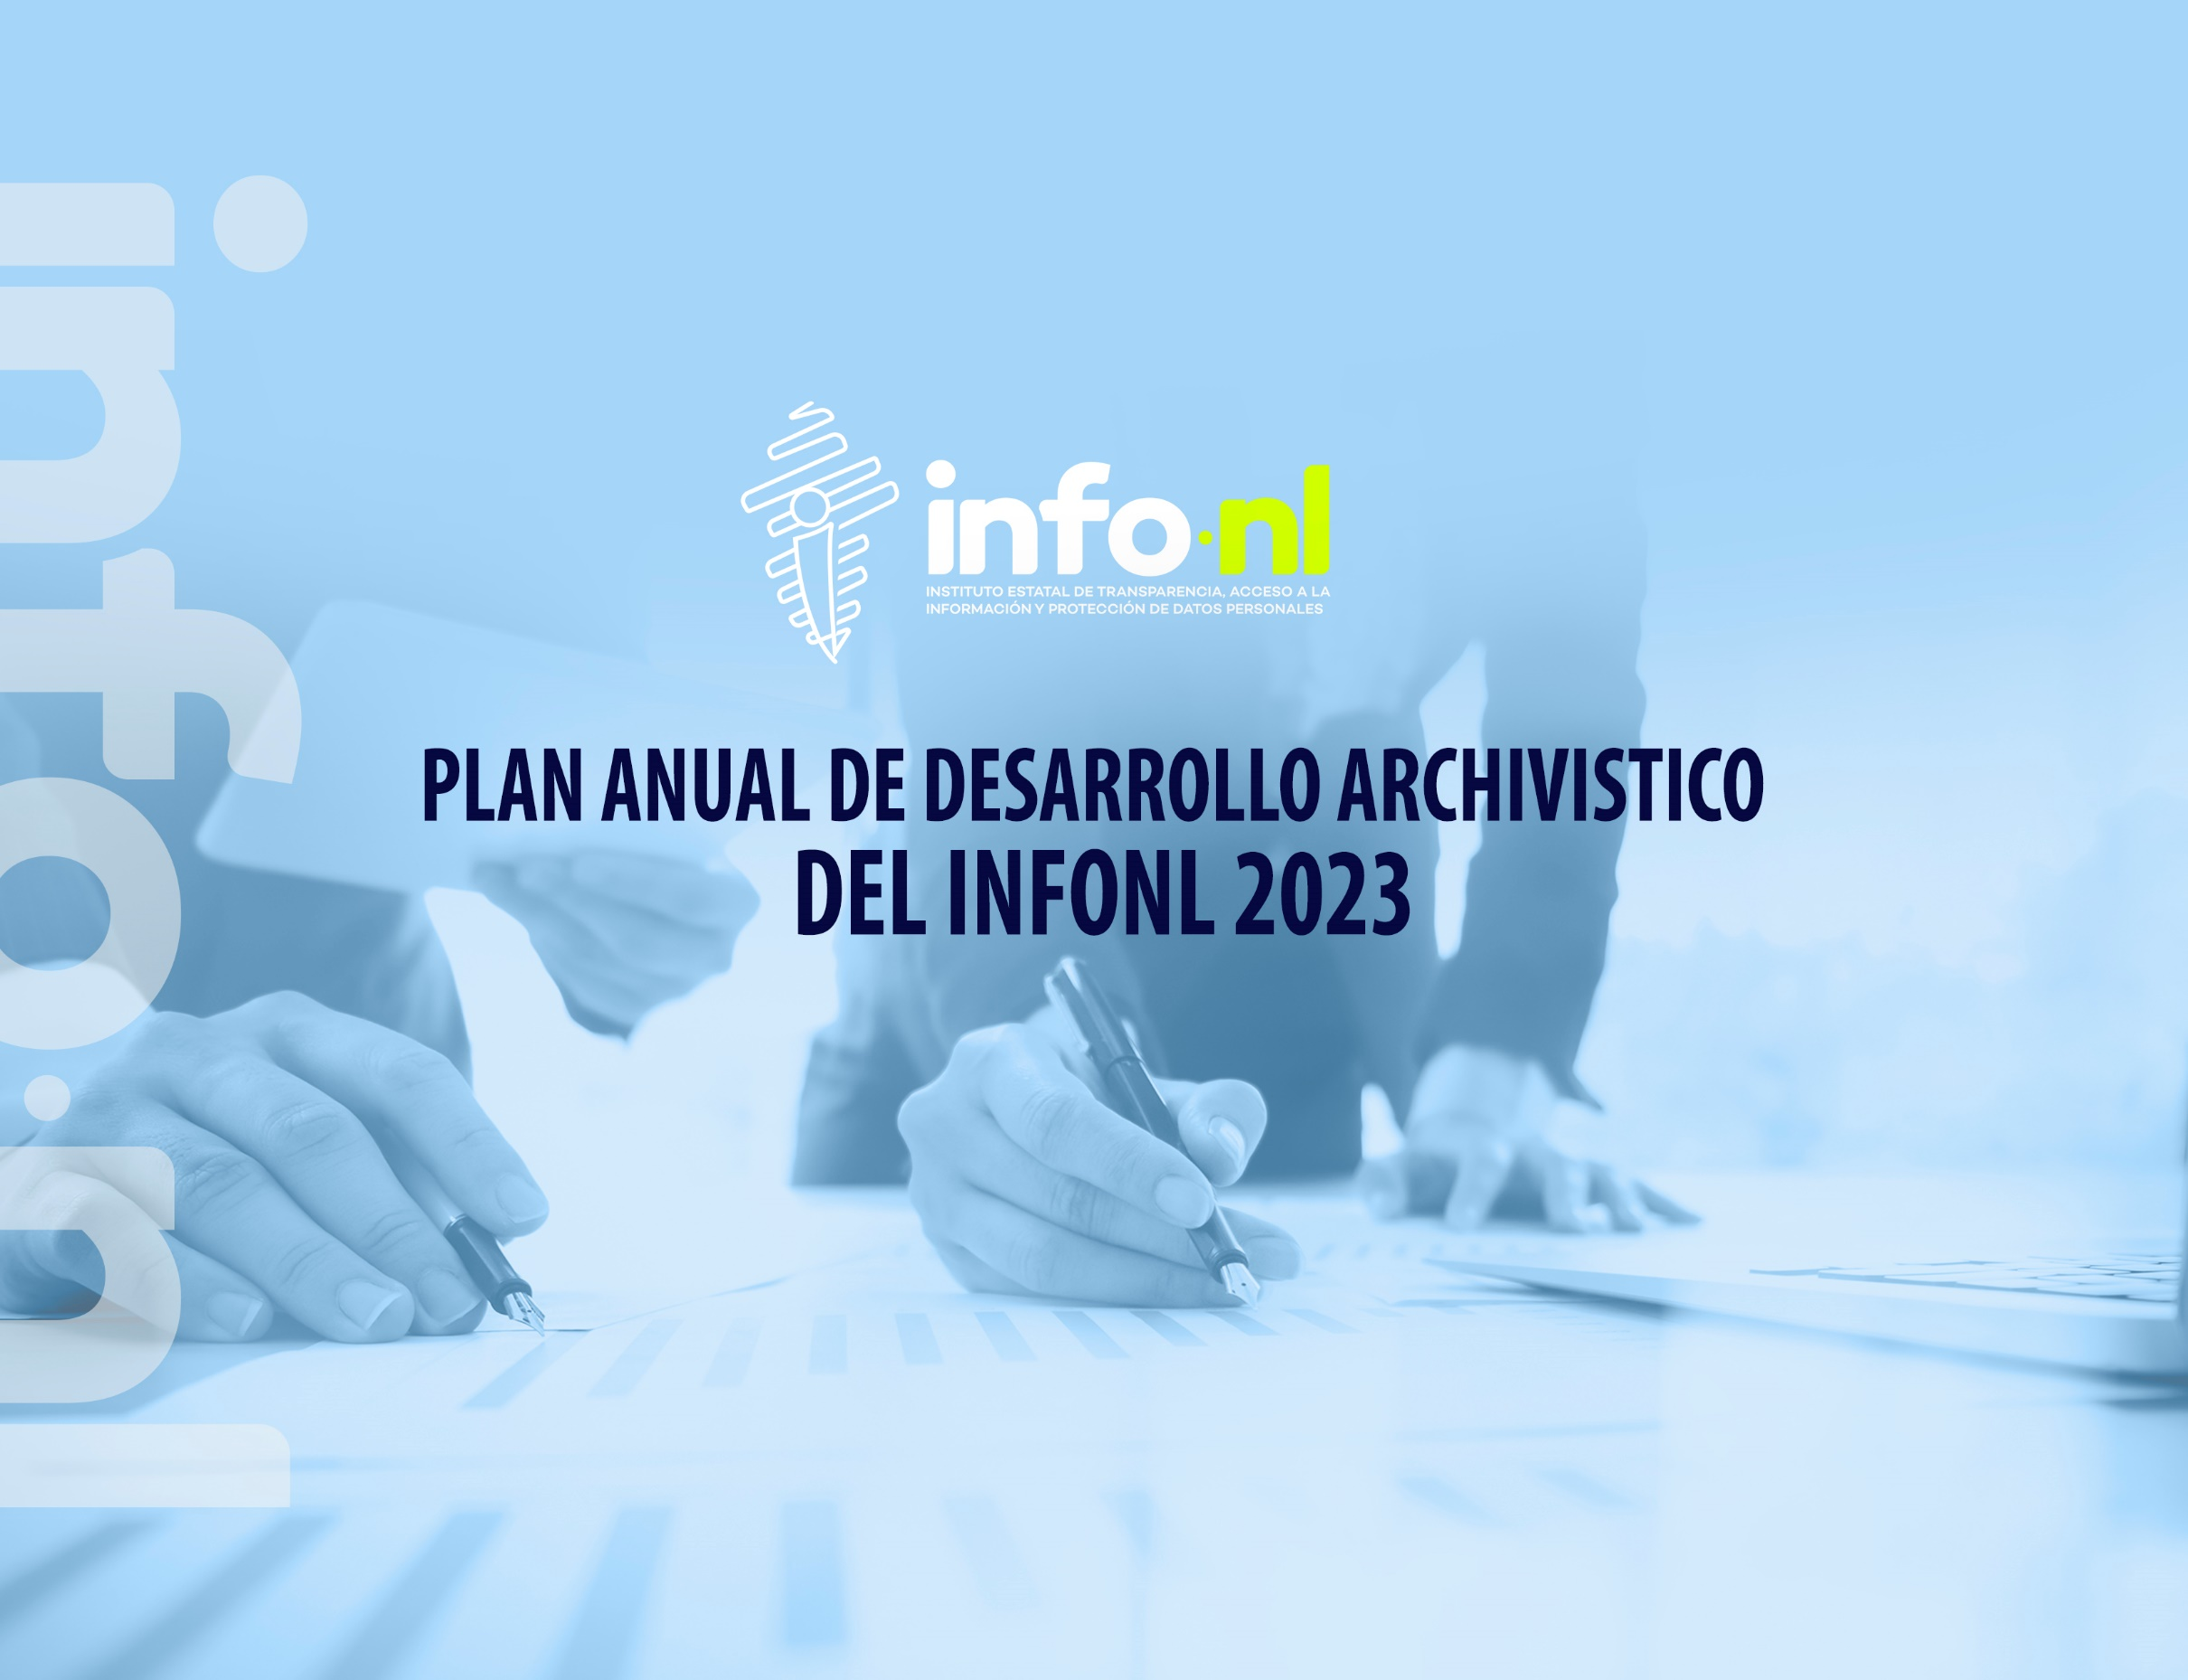 info·nl
info·nl
INSTITUTO ESTATAL DE TRANSPARENCIA, ACCESO A LA
INFORMACIÓN Y PROTECCIÓN DE DATOS PERSONALES
PLAN ANUAL DE DESARROLLO ARCHIVISTICO
DEL INFONL 2023